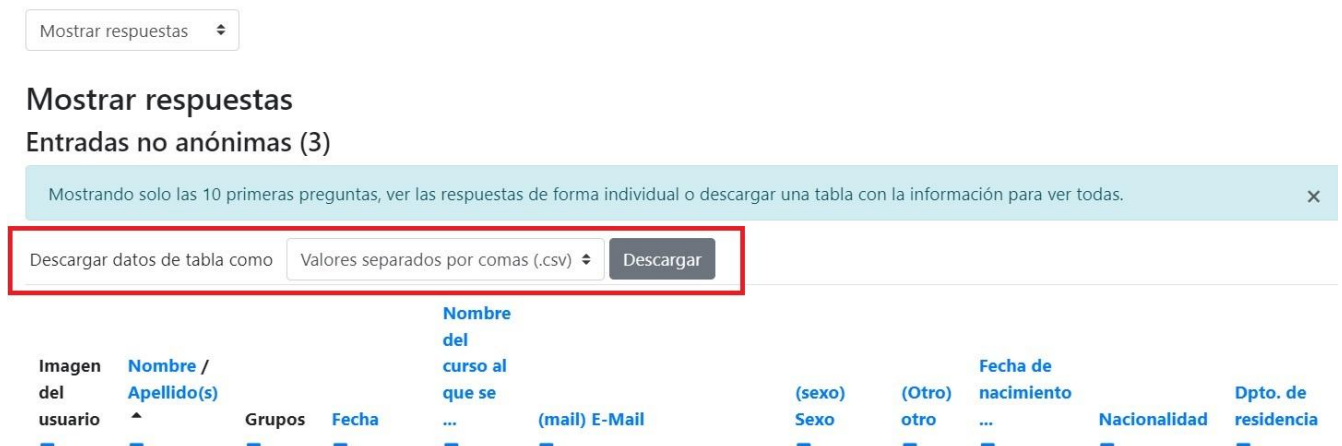 Mostrar respuestas
Mostrar respuestas
Entradas no anónimas (3)
Mostrando solo las 10 primeras preguntas, ver las respuestas de forma individual o descargar una tabla con la información para ver todas. ×
Descargar datos de tabla como Valores separados por comas (.csv) Descargar
Nombre
del
Imagen Nombre / curso al Fecha de
del Apellido(s) que se (sexo) (Otro) nacimiento Dpto. de
usuario Grupos Fecha ... (mail) E-Mail Sexo otro ... Nacionalidad residencia